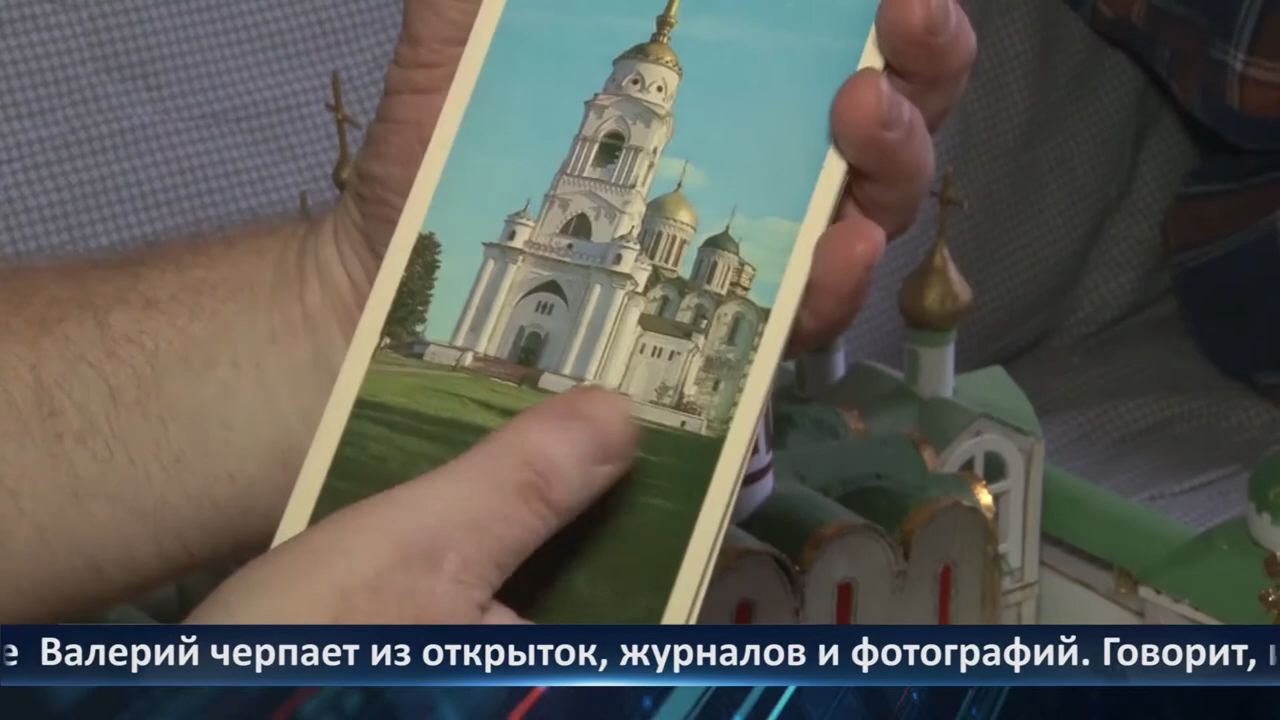 е Валерий черпает из открыток, журналов и фотографий. Говорит,